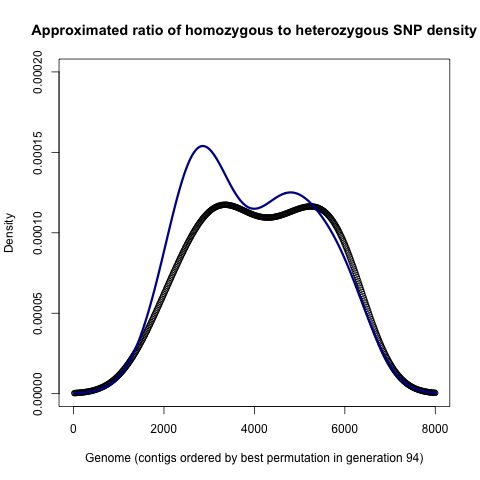 Approximated ratio of homozygous to heterozygous SNP density
0.00020
0.00015
0.00010
0.00005
0.00000
Density
0 2000 4000 6000 8000
Genome (contigs ordered by best permutation in generation 94)